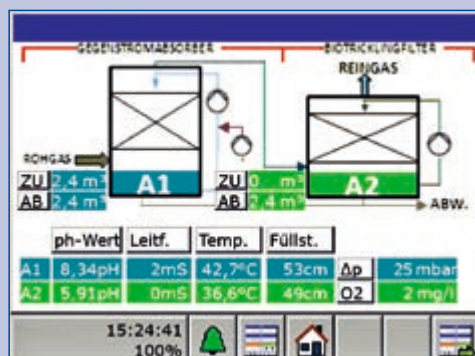 GEGENSTROMABSORBER BIOTRICKLINGFILTER
REINGAS
ROHGAS
A1 A2
ZU 2,4 m³ ZU 0 m³
AB 2,4 m³ AB 2,4 m³ ABW.
ph-Wert Leitf. Temp. Füllst.
A1 8,34pH 2mS 42,7°C 53cm Δp 25 mbar
A2 5,91pH 0mS 36,6°C 49cm O2 2 mg/l
15:24:41
100%